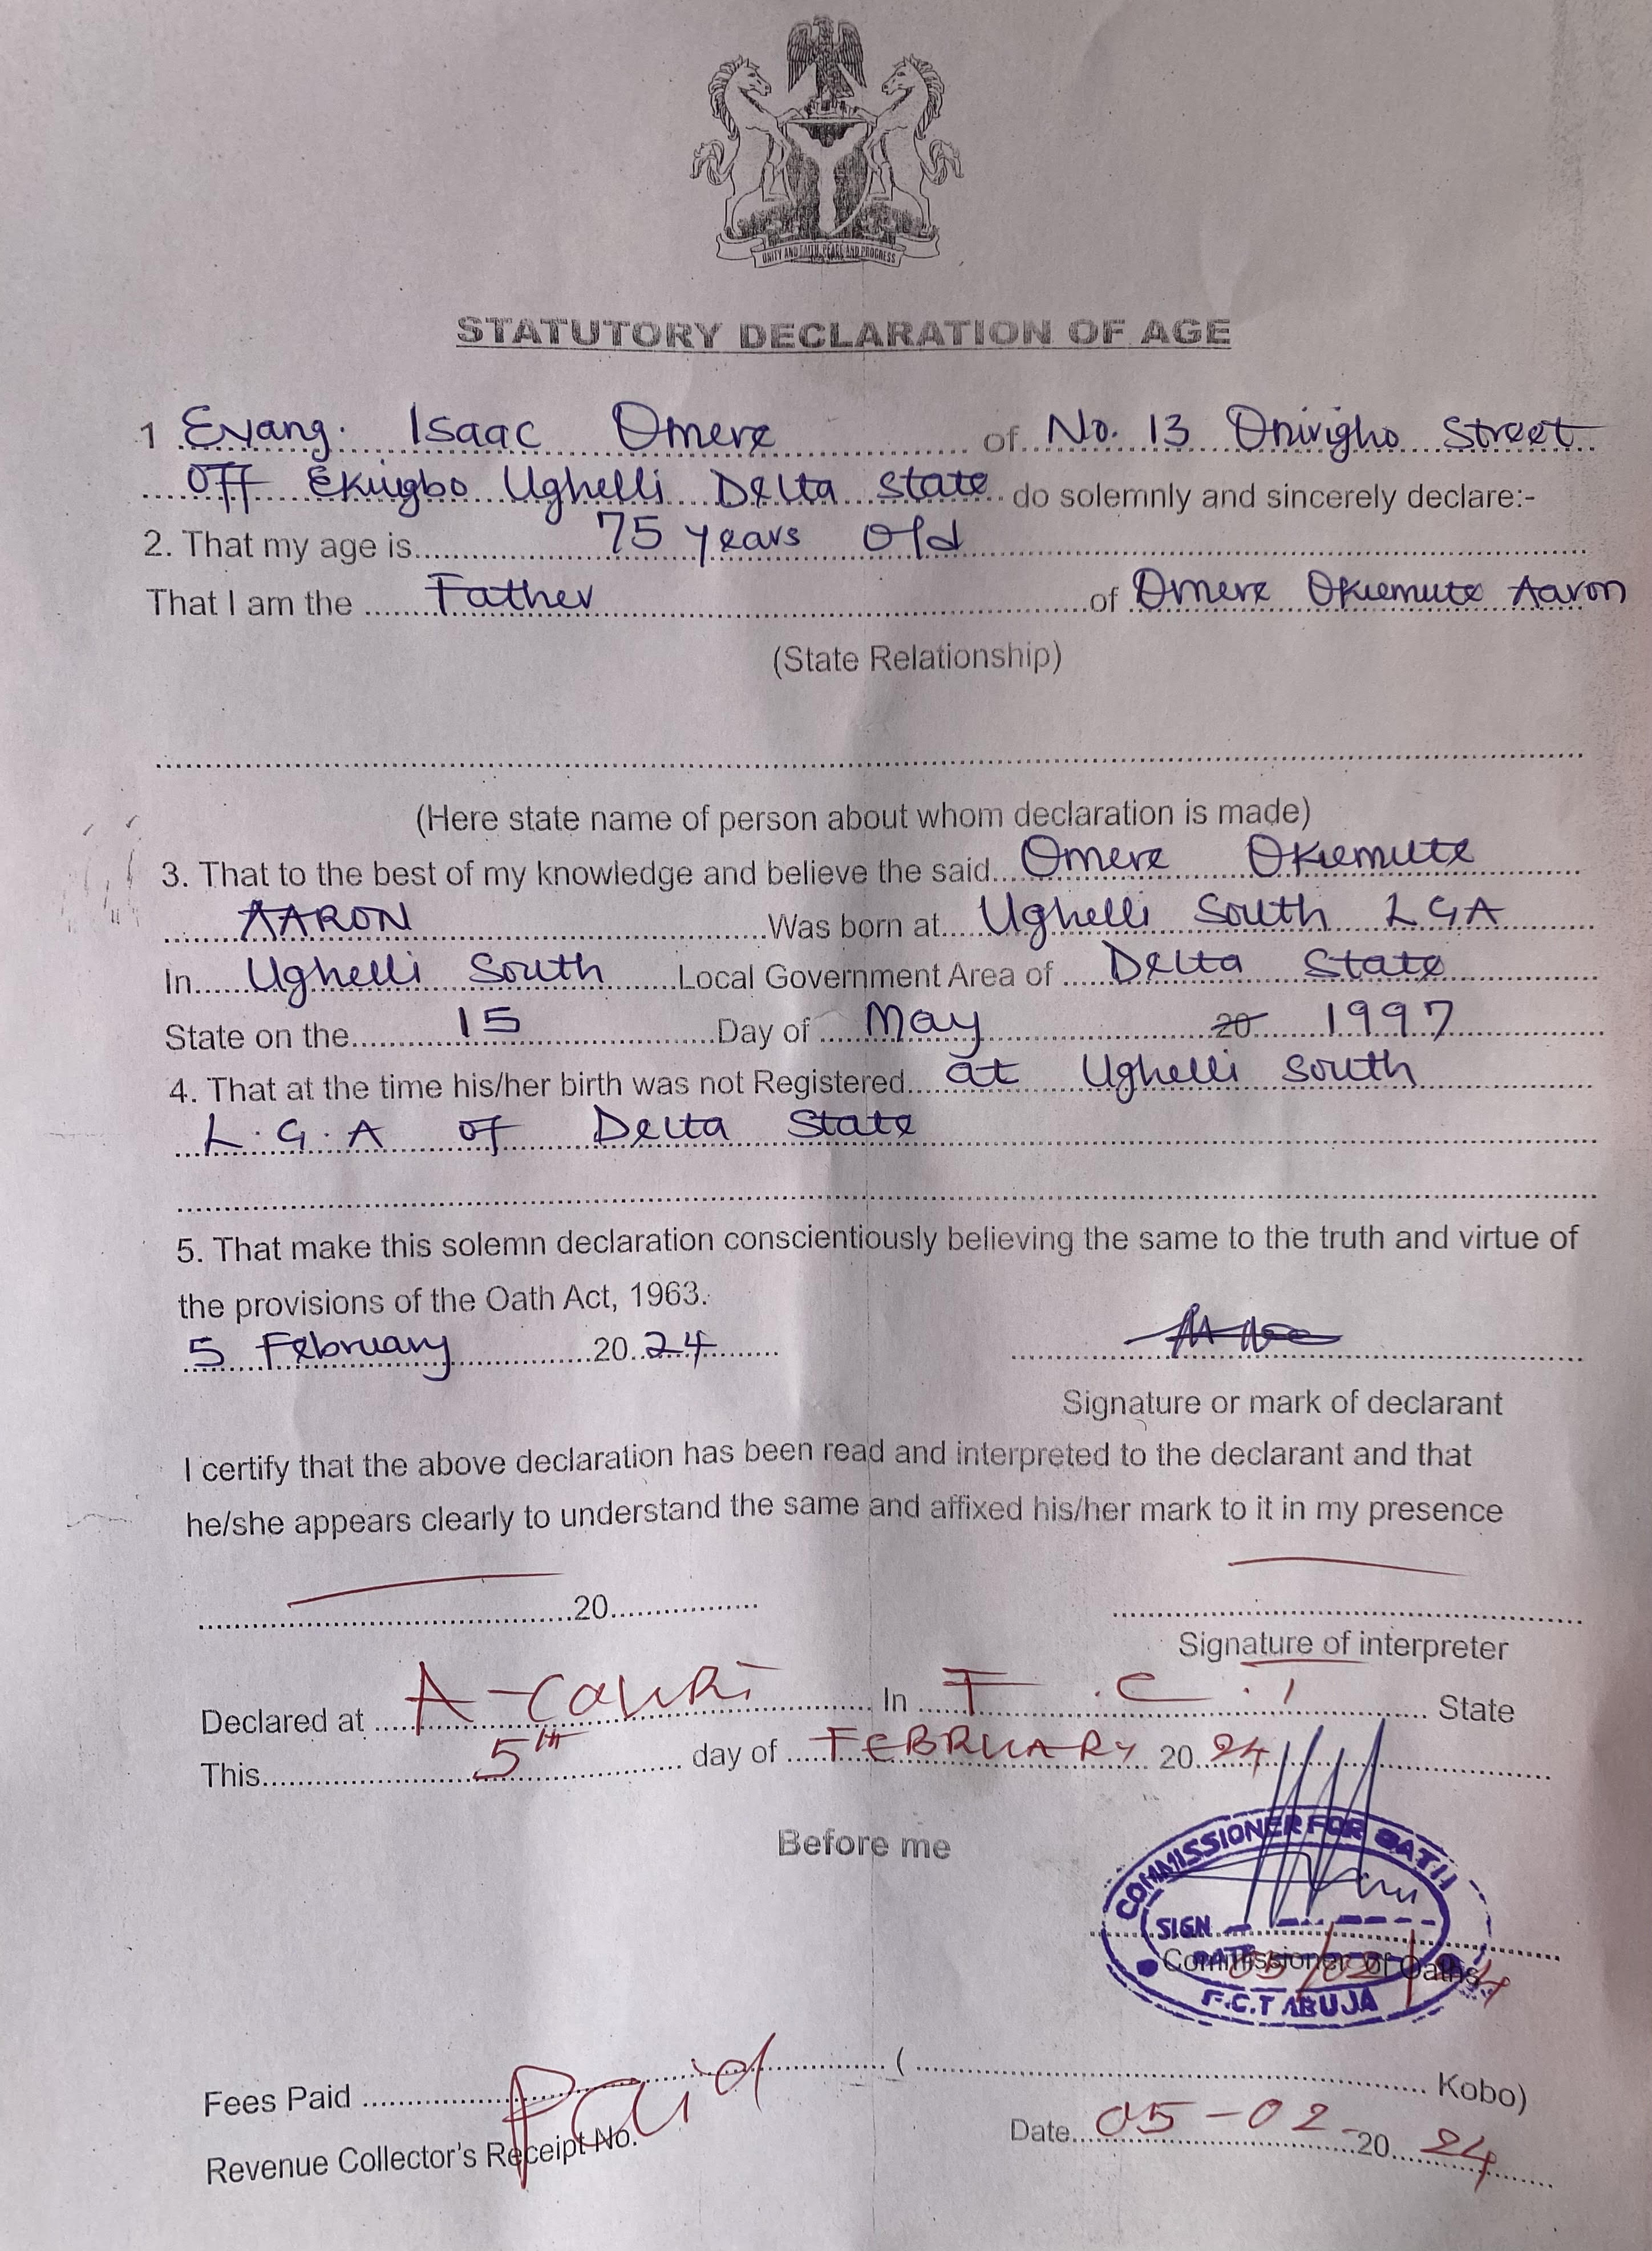 UNITY AND FAITH, PEACE AND PROGRESS
STATUTORY DECLARATION OF AGE
1 Evang. Isaac Omere of No. 13 Onivigho Street
Off Ekuigbo Ughelli Delta State do solemnly and sincerely declare:-
2. That my age is 75 years old
That I am the Father of Omere Okiemute Aaron
(State Relationship)
(Here state name of person about whom declaration is made)
3. That to the best of my knowledge and believe the said Omere Okiemute
AARON Was born at Ughelli South LGA
In Ughelli South Local Government Area of Delta State
State on the 15 Day of May 20 1997
4. That at the time his/her birth was not Registered at Ughelli South
L.G.A of Delta State
5. That make this solemn declaration conscientiously believing the same to the truth and virtue of
the provisions of the Oath Act, 1963.
5 February 2024
Signature or mark of declarant
I certify that the above declaration has been read and interpreted to the declarant and that
he/she appears clearly to understand the same and affixed his/her mark to it in my presence
20
Signature of interpreter
Declared at In F.C.T State
This 5th day of FEBRUARY 2024
Before me
COMMISSIONER FOR OATH
SIGN
DATE 05/02/24
Commissioner of Oaths
F.C.T ABUJA
Fees Paid Paid ( Kobo)
Revenue Collector's Receipt No.
Date 05-02-2024